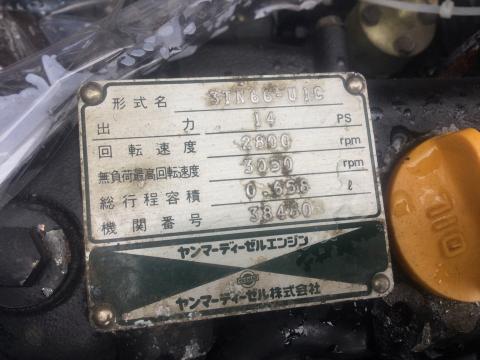 形式名 3TN66-U1C
出力 14 PS
回転速度 2800 rpm
無負荷最高回転速度 3050 rpm
総行程容積 0.658 ℓ
機関番号
ヤンマーディーゼルエンジン
ヤンマーディーゼル株式会社
OIL